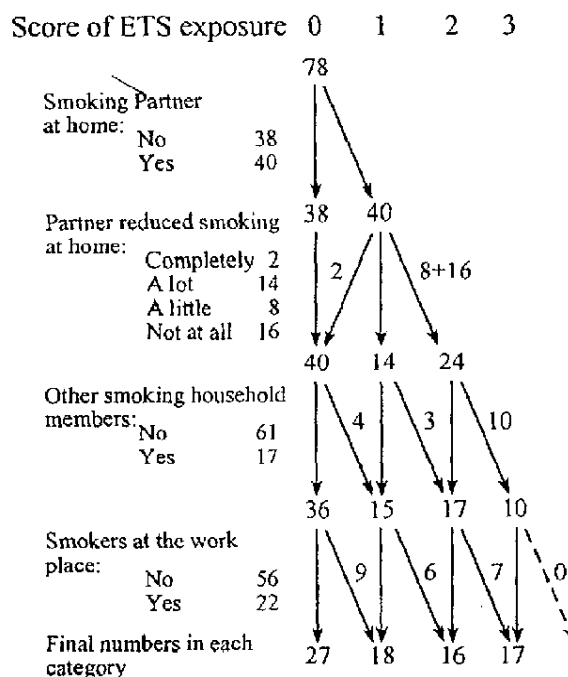 Score of ETS exposure 0 1 2 3
78
Smoking Partner
at home:
No 38
Yes 40
38 40
Partner reduced smoking
at home:
Completely 2
A lot 14
A little 8
Not at all 16
2 8+16
40 14 24
Other smoking household
members:
No 61
Yes 17
4 3 10
36 15 17 10
Smokers at the work
place:
No 56
Yes 22
9 6 7 0
Final numbers in each
category
27 18 16 17